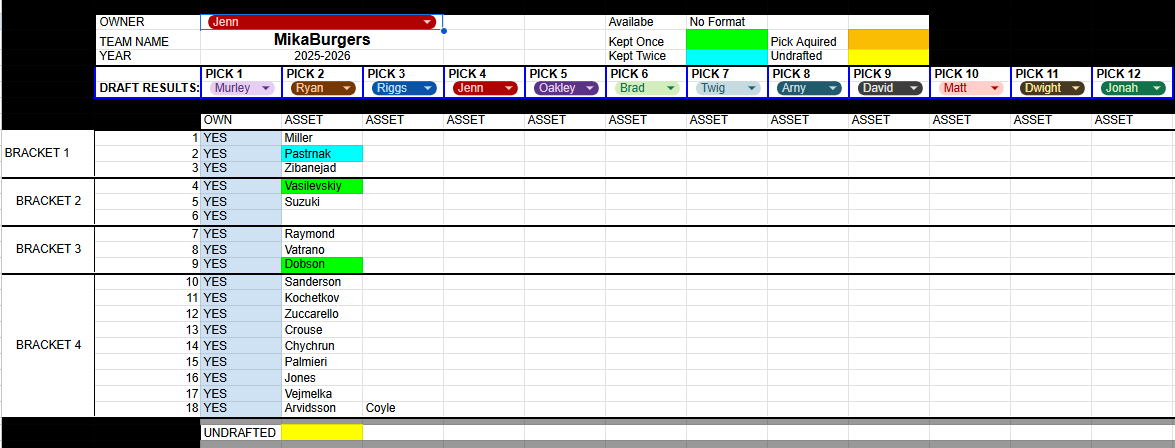 OWNER Jenn Availabe No Format
TEAM NAME MikaBurgers Kept Once Pick Aquired
YEAR 2025-2026 Kept Twice Undrafted
PICK 1 PICK 2 PICK 3 PICK 4 PICK 5 PICK 6 PICK 7 PICK 8 PICK 9 PICK 10 PICK 11 PICK 12
DRAFT RESULTS: Murley Ryan Riggs Jenn Oakley Brad Twig Amy David Matt Dwight Jonah
OWN ASSET ASSET ASSET ASSET ASSET ASSET ASSET ASSET ASSET ASSET ASSET
1 YES Miller
BRACKET 1 2 YES Pastrnak
3 YES Zibanejad
4 YES Vasilevskiy
BRACKET 2 5 YES Suzuki
6 YES
7 YES Raymond
BRACKET 3 8 YES Vatrano
9 YES Dobson
10 YES Sanderson
11 YES Kochetkov
12 YES Zuccarello
13 YES Crouse
BRACKET 4 14 YES Chychrun
15 YES Palmieri
16 YES Jones
17 YES Vejmelka
18 YES Arvidsson Coyle
UNDRAFTED